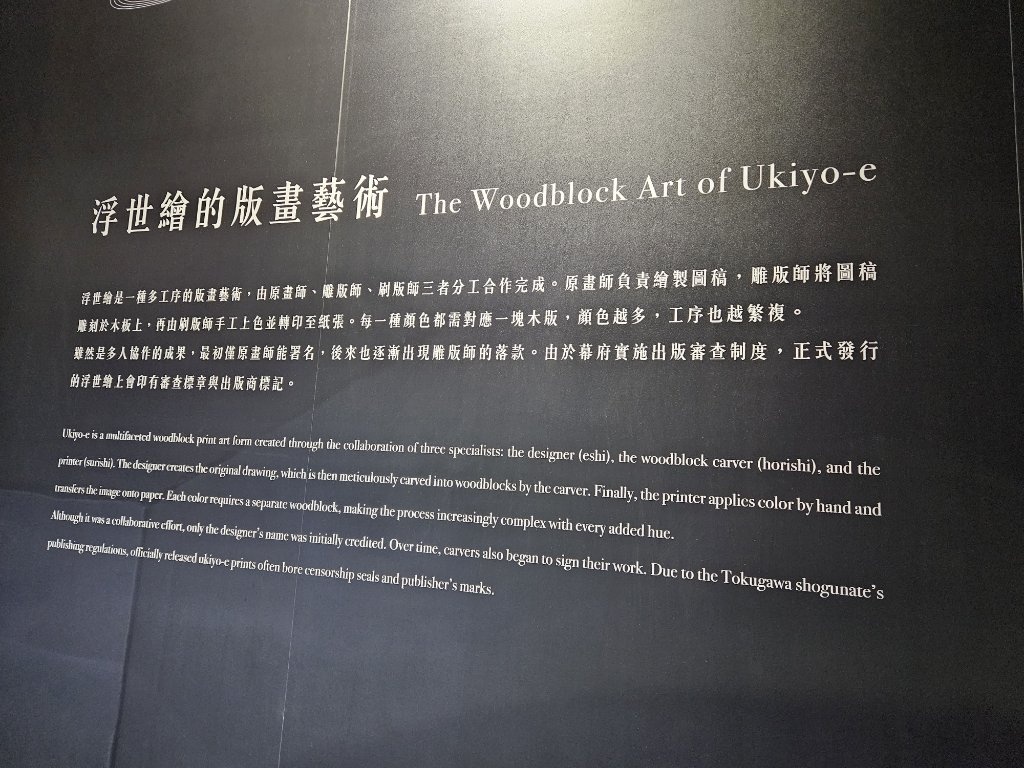 浮世繪的版畫藝術 The Woodblock Art of Ukiyo-e
浮世繪是一種多工序的版畫藝術，由原畫師、雕版師、刷版師三者分工合作完成。原畫師負責繪製圖稿，雕版師將圖稿
雕刻於木板上，再由刷版師手工上色並轉印至紙張。每一種顏色都需對應一塊木版，顏色越多，工序也越繁複。
雖然是多人協作的成果，最初僅原畫師能署名，後來也逐漸出現雕版師的落款。由於幕府實施出版審查制度，正式發行
的浮世繪上會印有審查標章與出版商標記。
Ukiyo-e is a multifaceted woodblock print art form created through the collaboration of three specialists: the designer (eshi), the woodblock carver (horishi), and the
printer (surishi). The designer creates the original drawing, which is then meticulously carved into woodblocks by the carver. Finally, the printer applies color by hand and
transfers the image onto paper. Each color requires a separate woodblock, making the process increasingly complex with every added hue.
Although it was a collaborative effort, only the designer's name was initially credited. Over time, carvers also began to sign their work. Due to the Tokugawa shogunate's
publishing regulations, officially released ukiyo-e prints often bore censorship seals and publisher's marks.